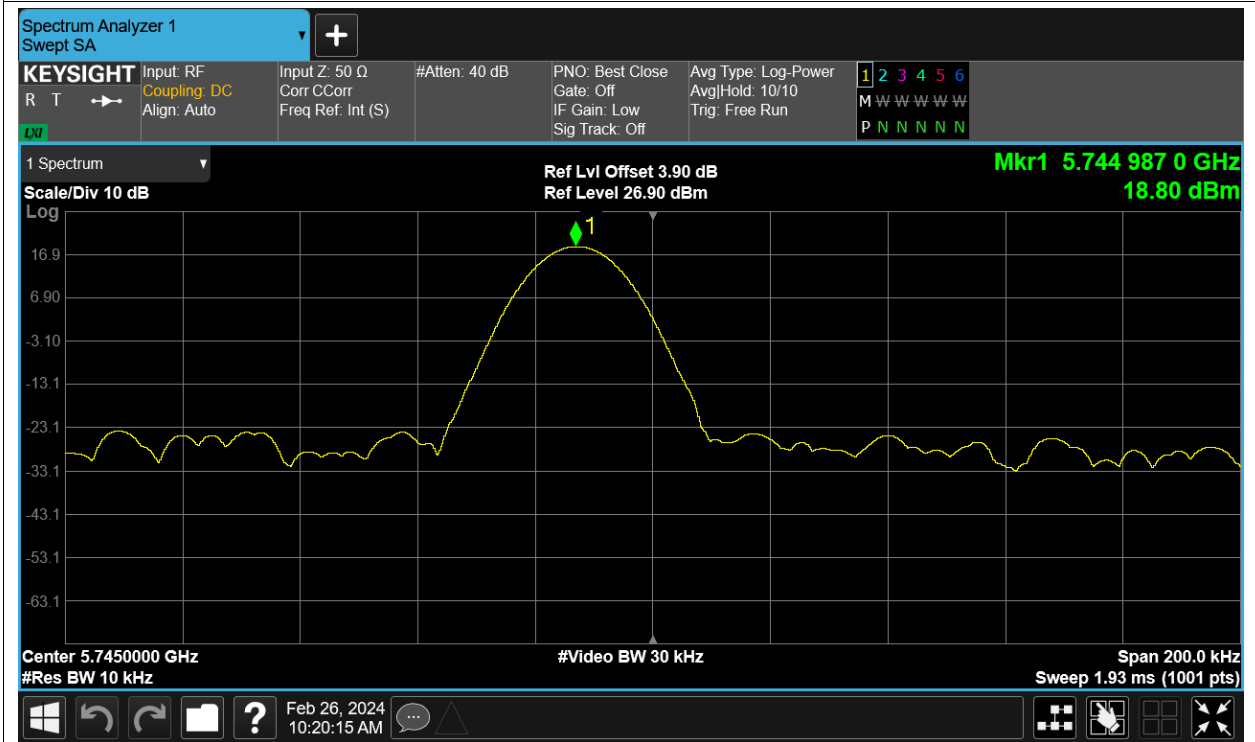 Spectrum Analyzer 1
Swept SA
+
KEYSIGHT
R T
LXI
Input: RF
Coupling: DC
Align: Auto
Input Z: 50 Ω
Corr CCorr
Freq Ref: Int (S)
#Atten: 40 dB
PNO: Best Close
Gate: Off
IF Gain: Low
Sig Track: Off
Avg Type: Log-Power
Avg|Hold: 10/10
Trig: Free Run
1 2 3 4 5 6
M W W W W W
P N N N N N
1 Spectrum
Scale/Div 10 dB
Log
Ref Lvl Offset 3.90 dB
Ref Level 26.90 dBm
Mkr1 5.744 987 0 GHz
18.80 dBm
1
16.9
6.90
-3.10
-13.1
-23.1
-33.1
-43.1
-53.1
-63.1
Center 5.7450000 GHz
#Video BW 30 kHz
Span 200.0 kHz
#Res BW 10 kHz
Sweep 1.93 ms (1001 pts)
?
Feb 26, 2024
10:20:15 AM